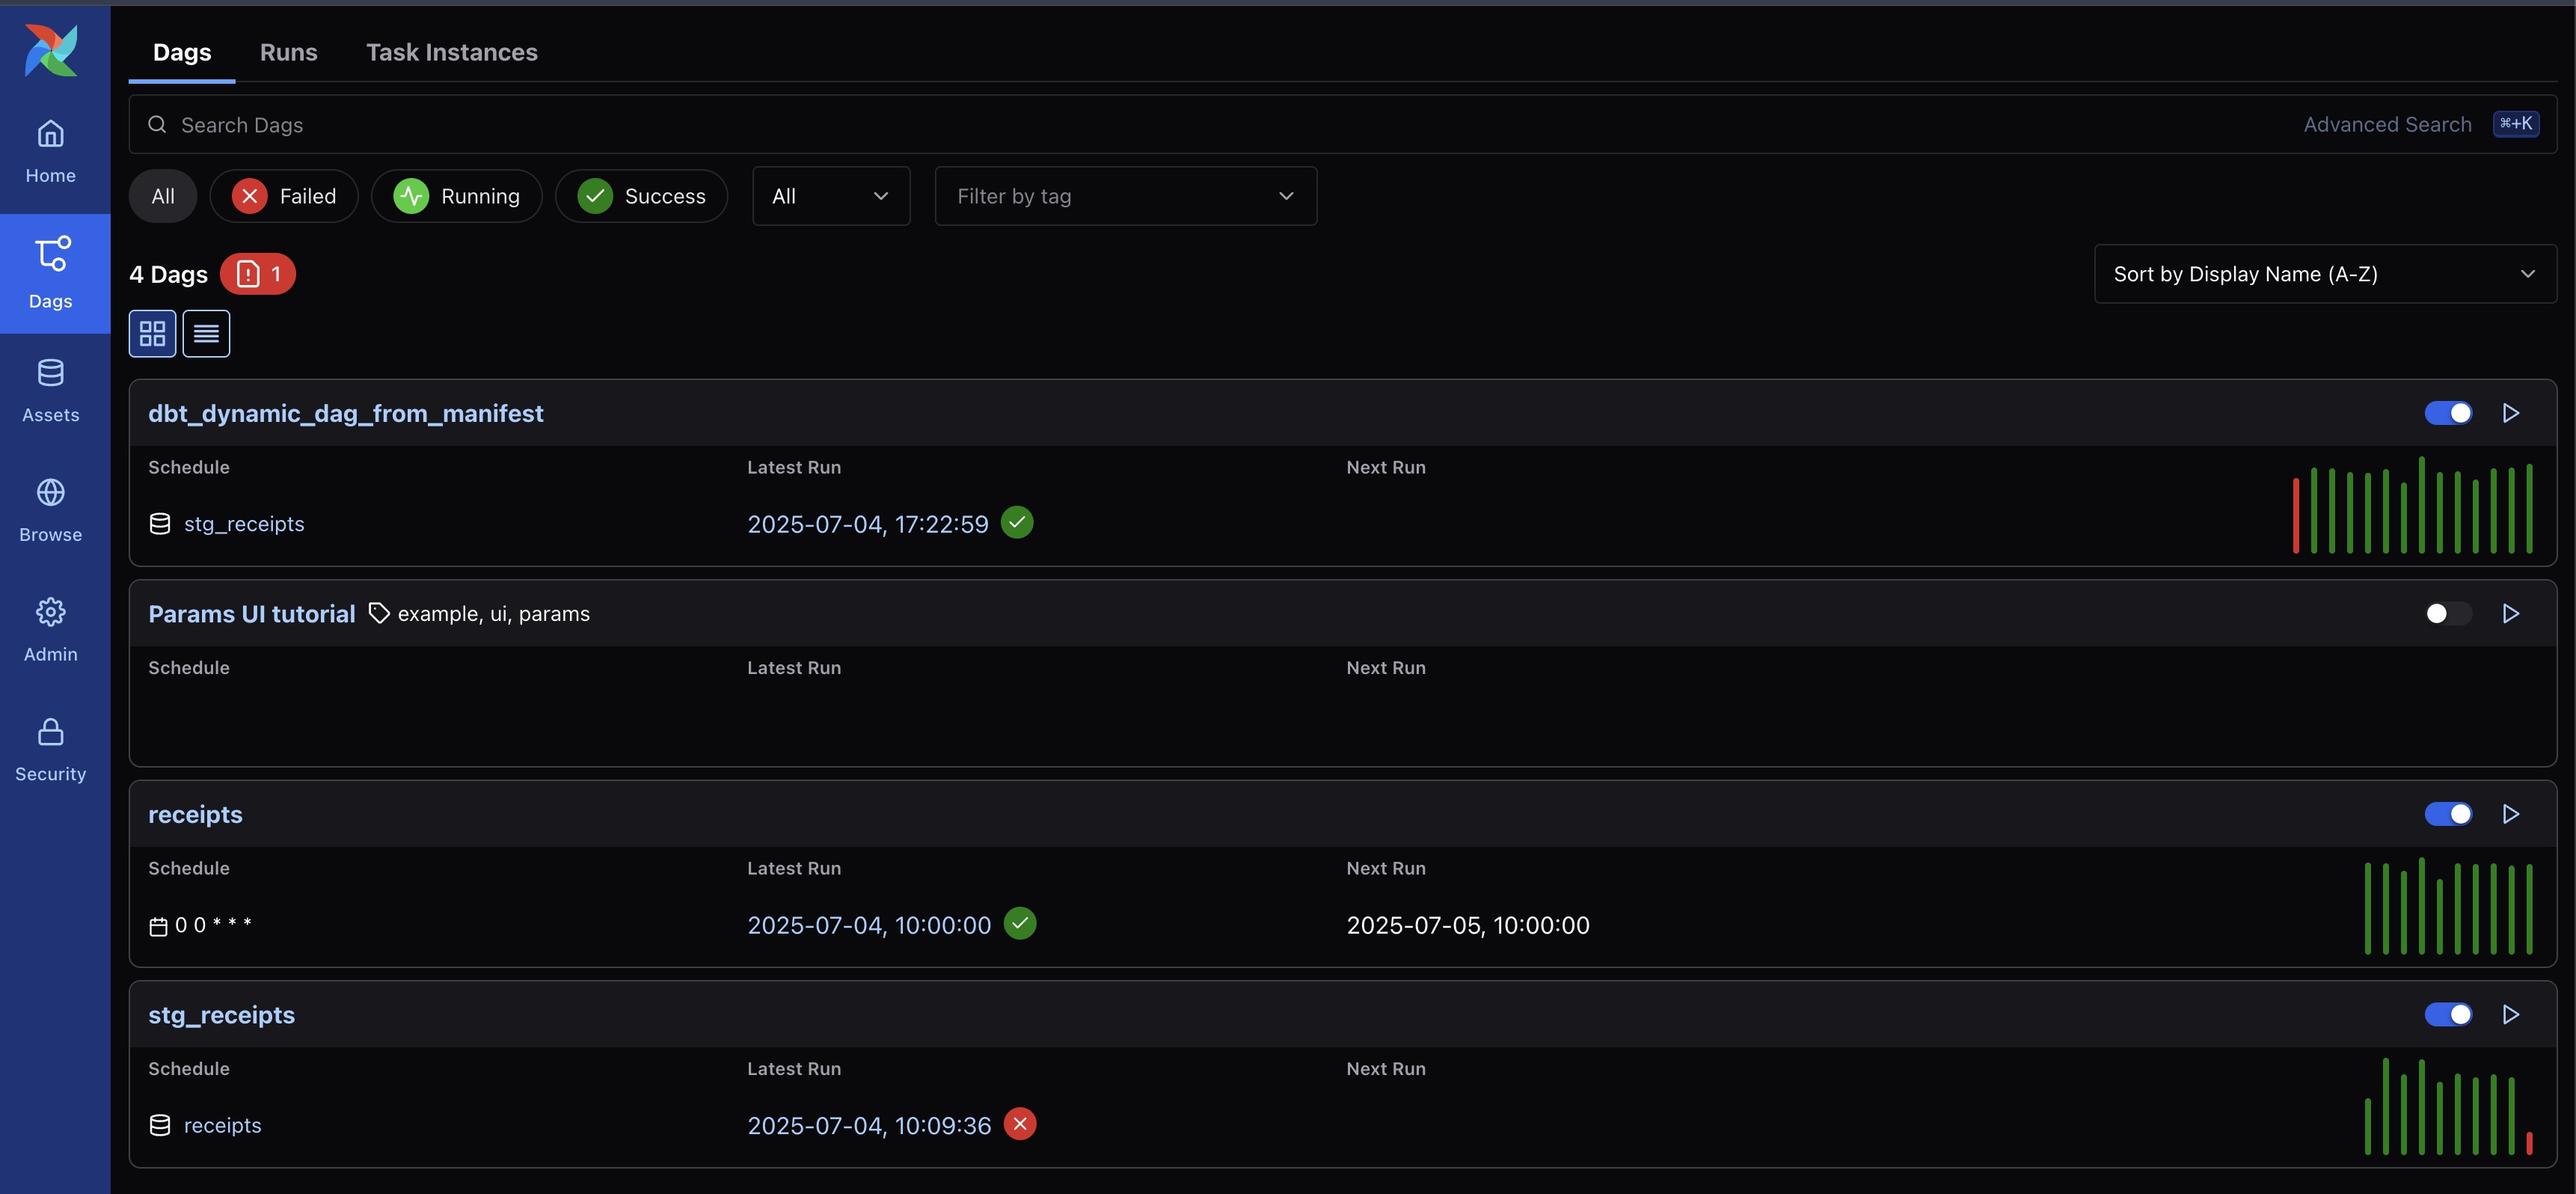 Dags Runs Task Instances
Search Dags Advanced Search ⌘+K
Home
All Failed Running Success All Filter by tag
4 Dags 1 Sort by Display Name (A-Z)
Dags
Assets
Browse
Admin
Security
dbt_dynamic_dag_from_manifest
Schedule Latest Run Next Run
stg_receipts 2025-07-04, 17:22:59
Params UI tutorial example, ui, params
Schedule Latest Run Next Run
receipts
Schedule Latest Run Next Run
0 0 * * * 2025-07-04, 10:00:00 2025-07-05, 10:00:00
stg_receipts
Schedule Latest Run Next Run
receipts 2025-07-04, 10:09:36